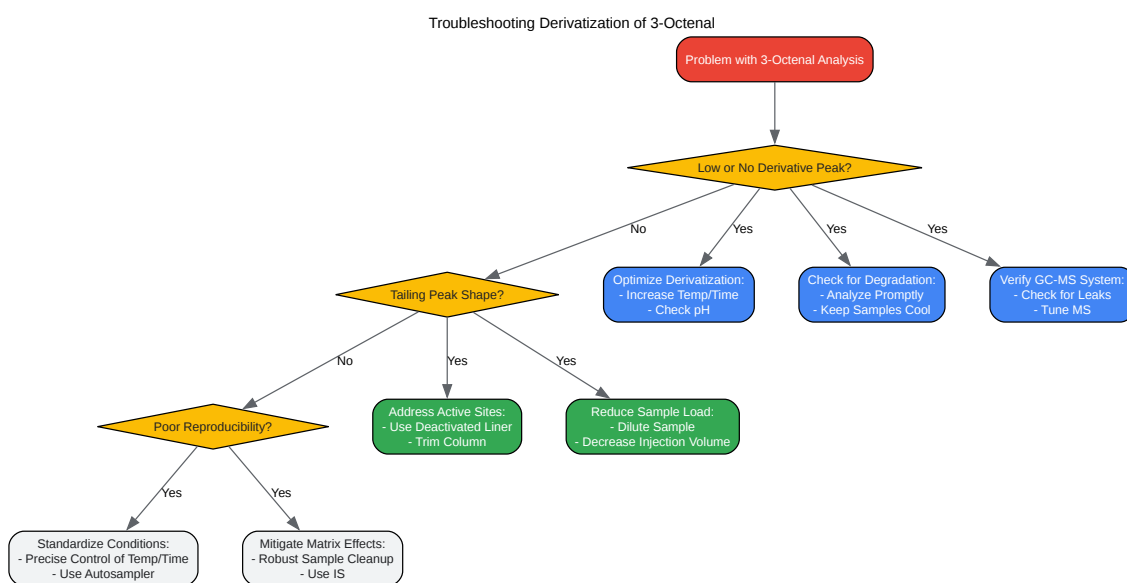 Troubleshooting Derivatization of 3-Octenal
Problem with 3-Octenal Analysis
Low or No Derivative Peak?
No
Yes
Yes
Yes
Tailing Peak Shape?
Optimize Derivatization:
- Increase Temp/Time
- Check pH
Check for Degradation:
- Analyze Promptly
- Keep Samples Cool
Verify GC-MS System:
- Check for Leaks
- Tune MS
No
Yes
Yes
Poor Reproducibility?
Address Active Sites:
- Use Deactivated Liner
- Trim Column
Reduce Sample Load:
- Dilute Sample
- Decrease Injection Volume
Yes
Yes
Standardize Conditions:
- Precise Control of Temp/Time
- Use Autosampler
Mitigate Matrix Effects:
- Robust Sample Cleanup
- Use IS